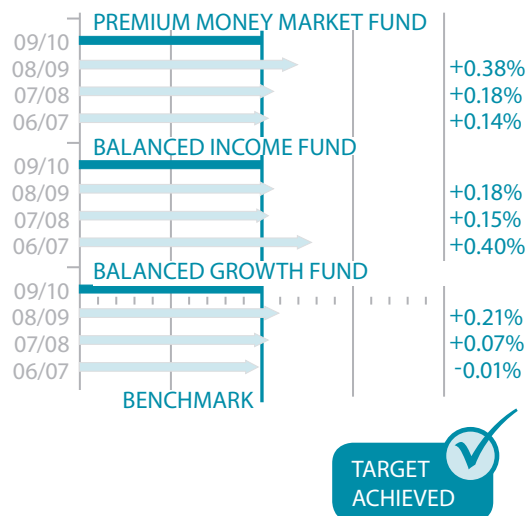 PREMIUM MONEY MARKET FUND
09/10
08/09 +0.38%
07/08 +0.18%
06/07 +0.14%
BALANCED INCOME FUND
09/10
08/09 +0.18%
07/08 +0.15%
06/07 +0.40%
BALANCED GROWTH FUND
09/10
08/09 +0.21%
07/08 +0.07%
06/07 -0.01%
BENCHMARK
TARGET
ACHIEVED